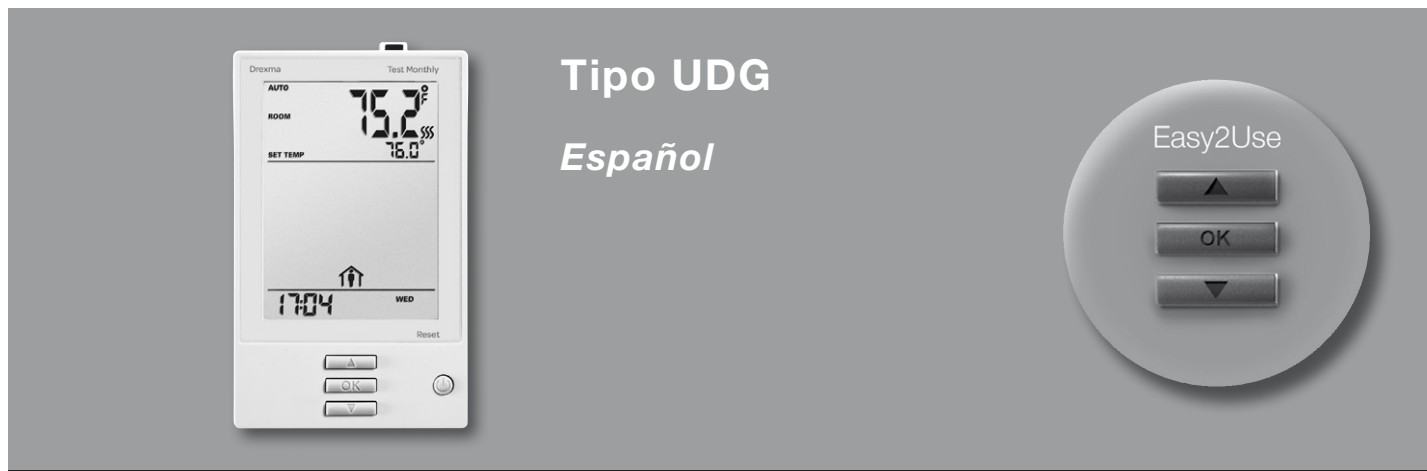 Drexma Test Monthly
AUTO
75.2°F
ROOM
SET TEMP 76.0°
17:04 WED
Reset
OK
Tipo UDG
Español
Easy2Use
OK